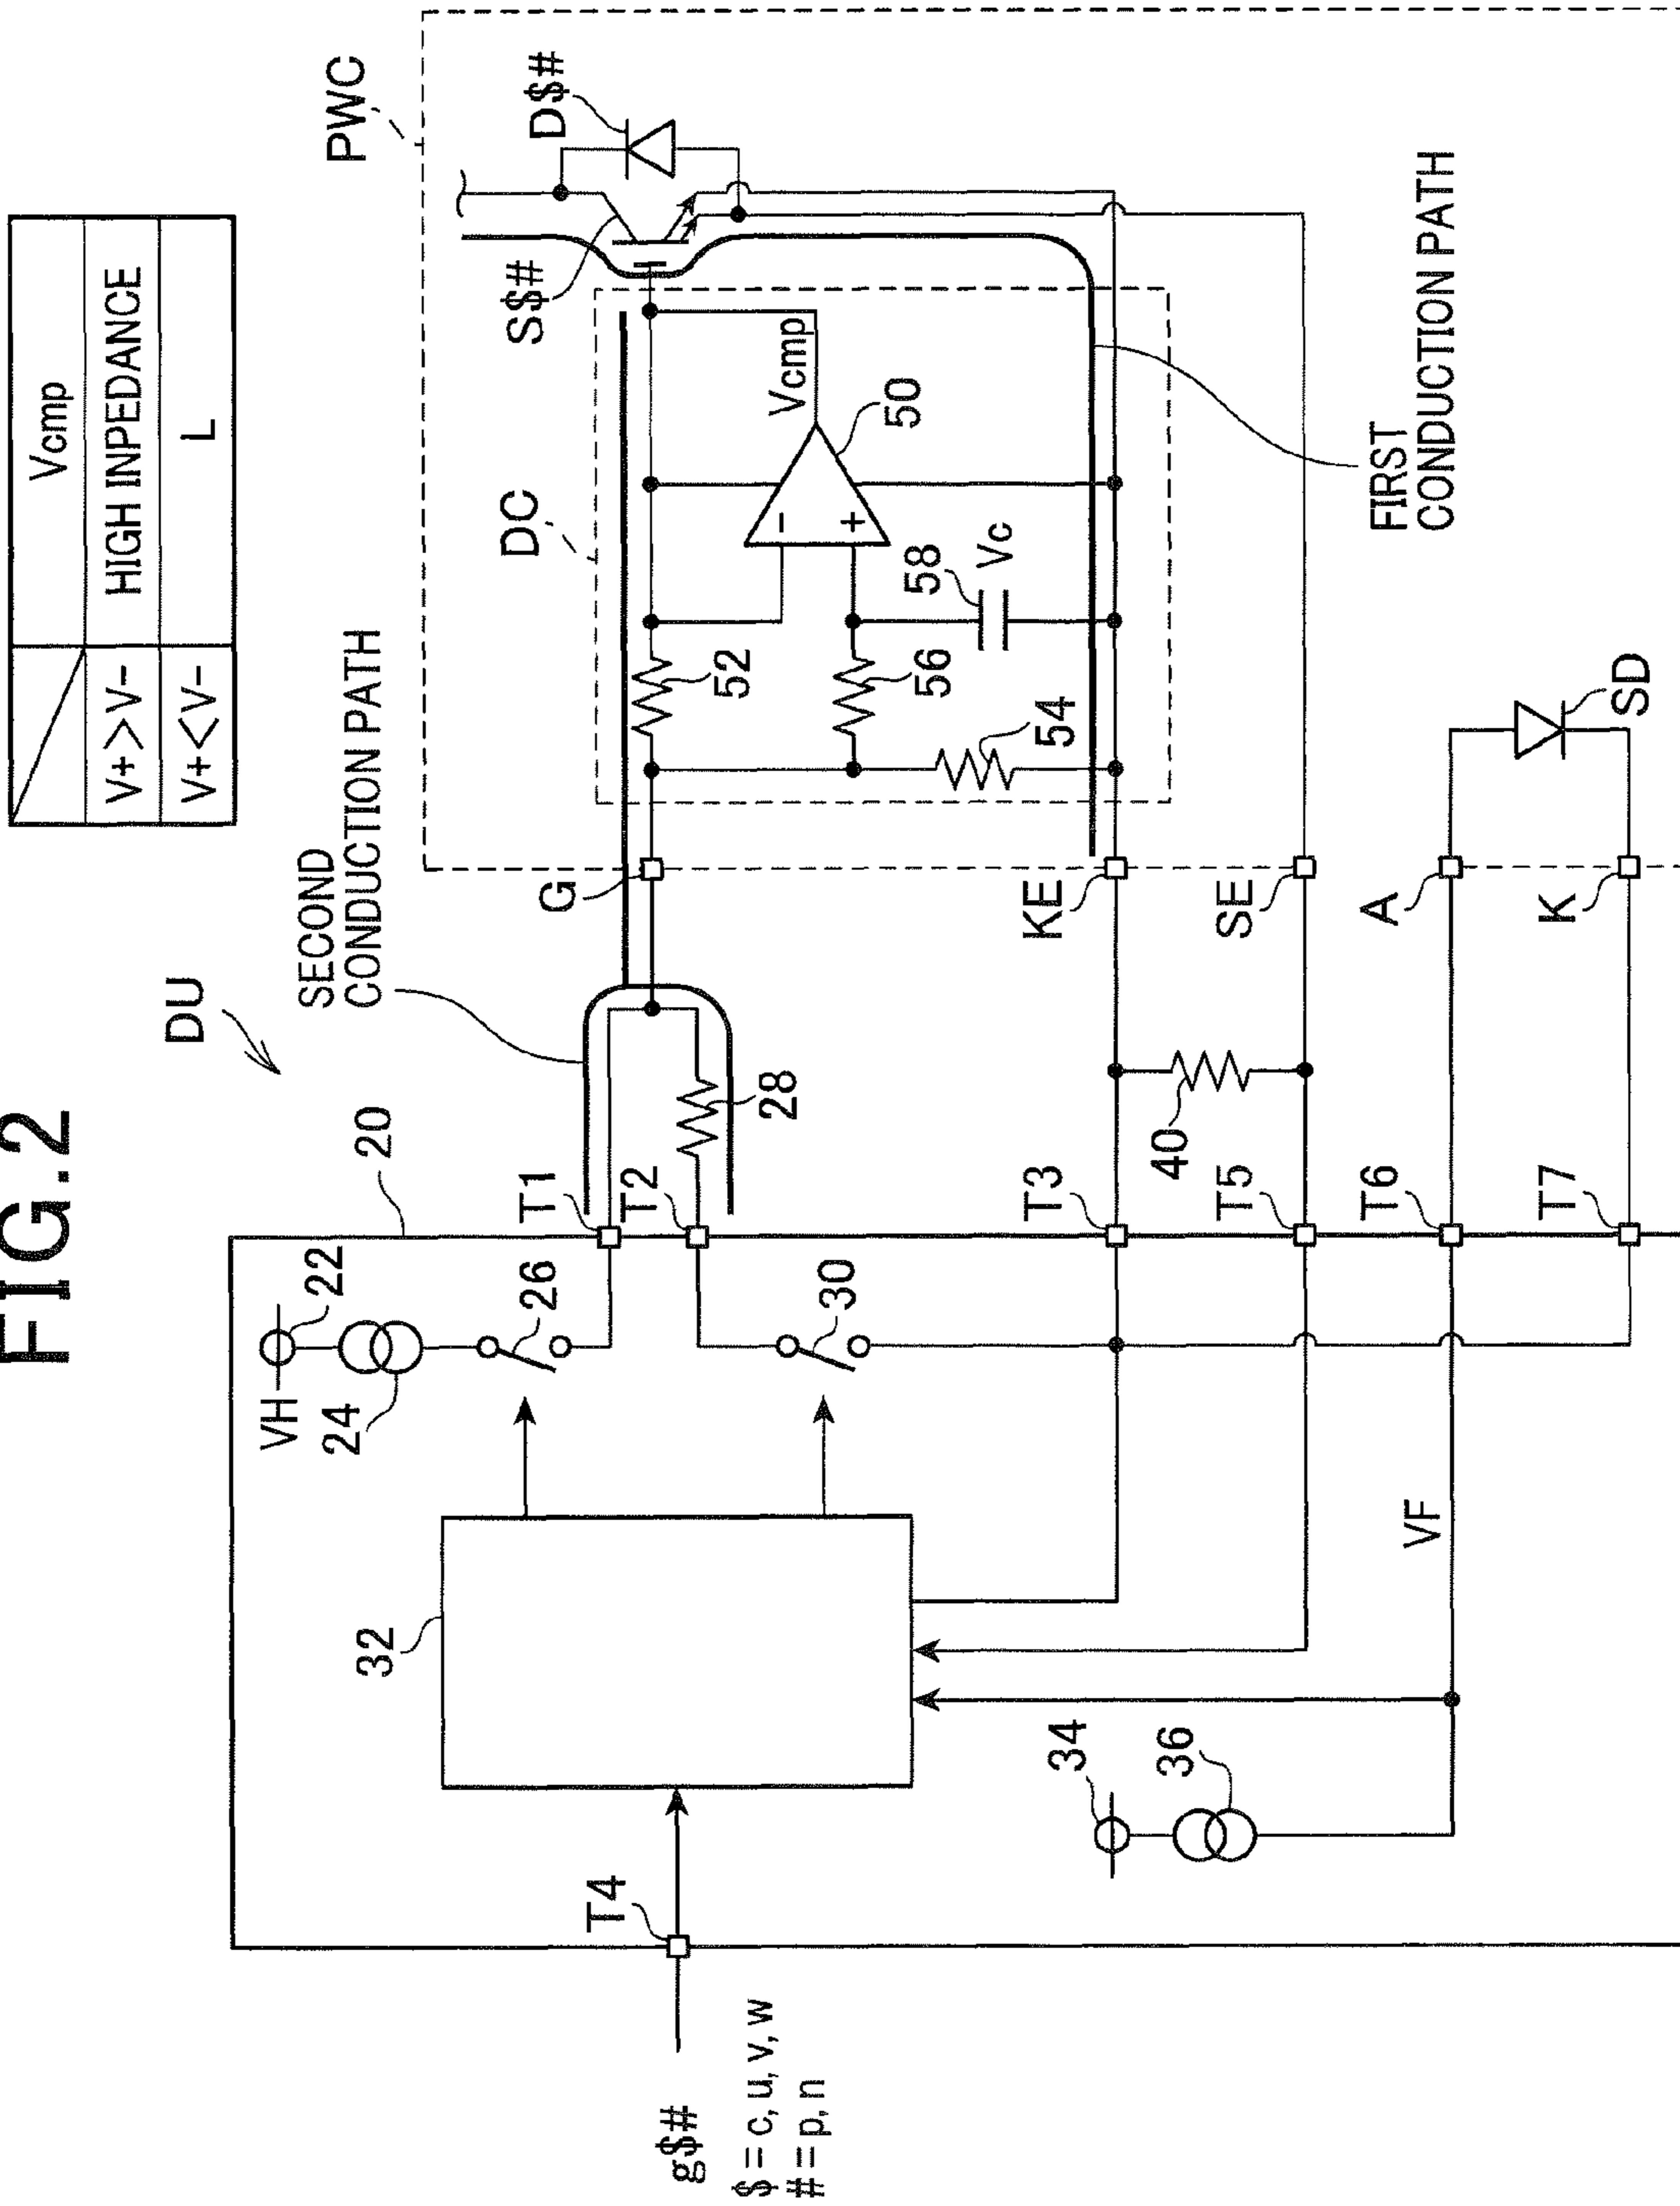 FIG.2
Vcmp
V+>V-
HIGH INPEDANCE
V+<V-
L
DU
20
PWC
SECOND
CONDUCTION PATH
DC
S$#
D$#
VH
22
24
26
T1
T2
28
G
52
Vcmp
50
56
58
Vc
54
30
32
T4
g$#
$=c, u, v, w
#=p, n
T3
KE
40
T5
SE
FIRST
CONDUCTION PATH
34
36
VF
T6
A
T7
K
SD